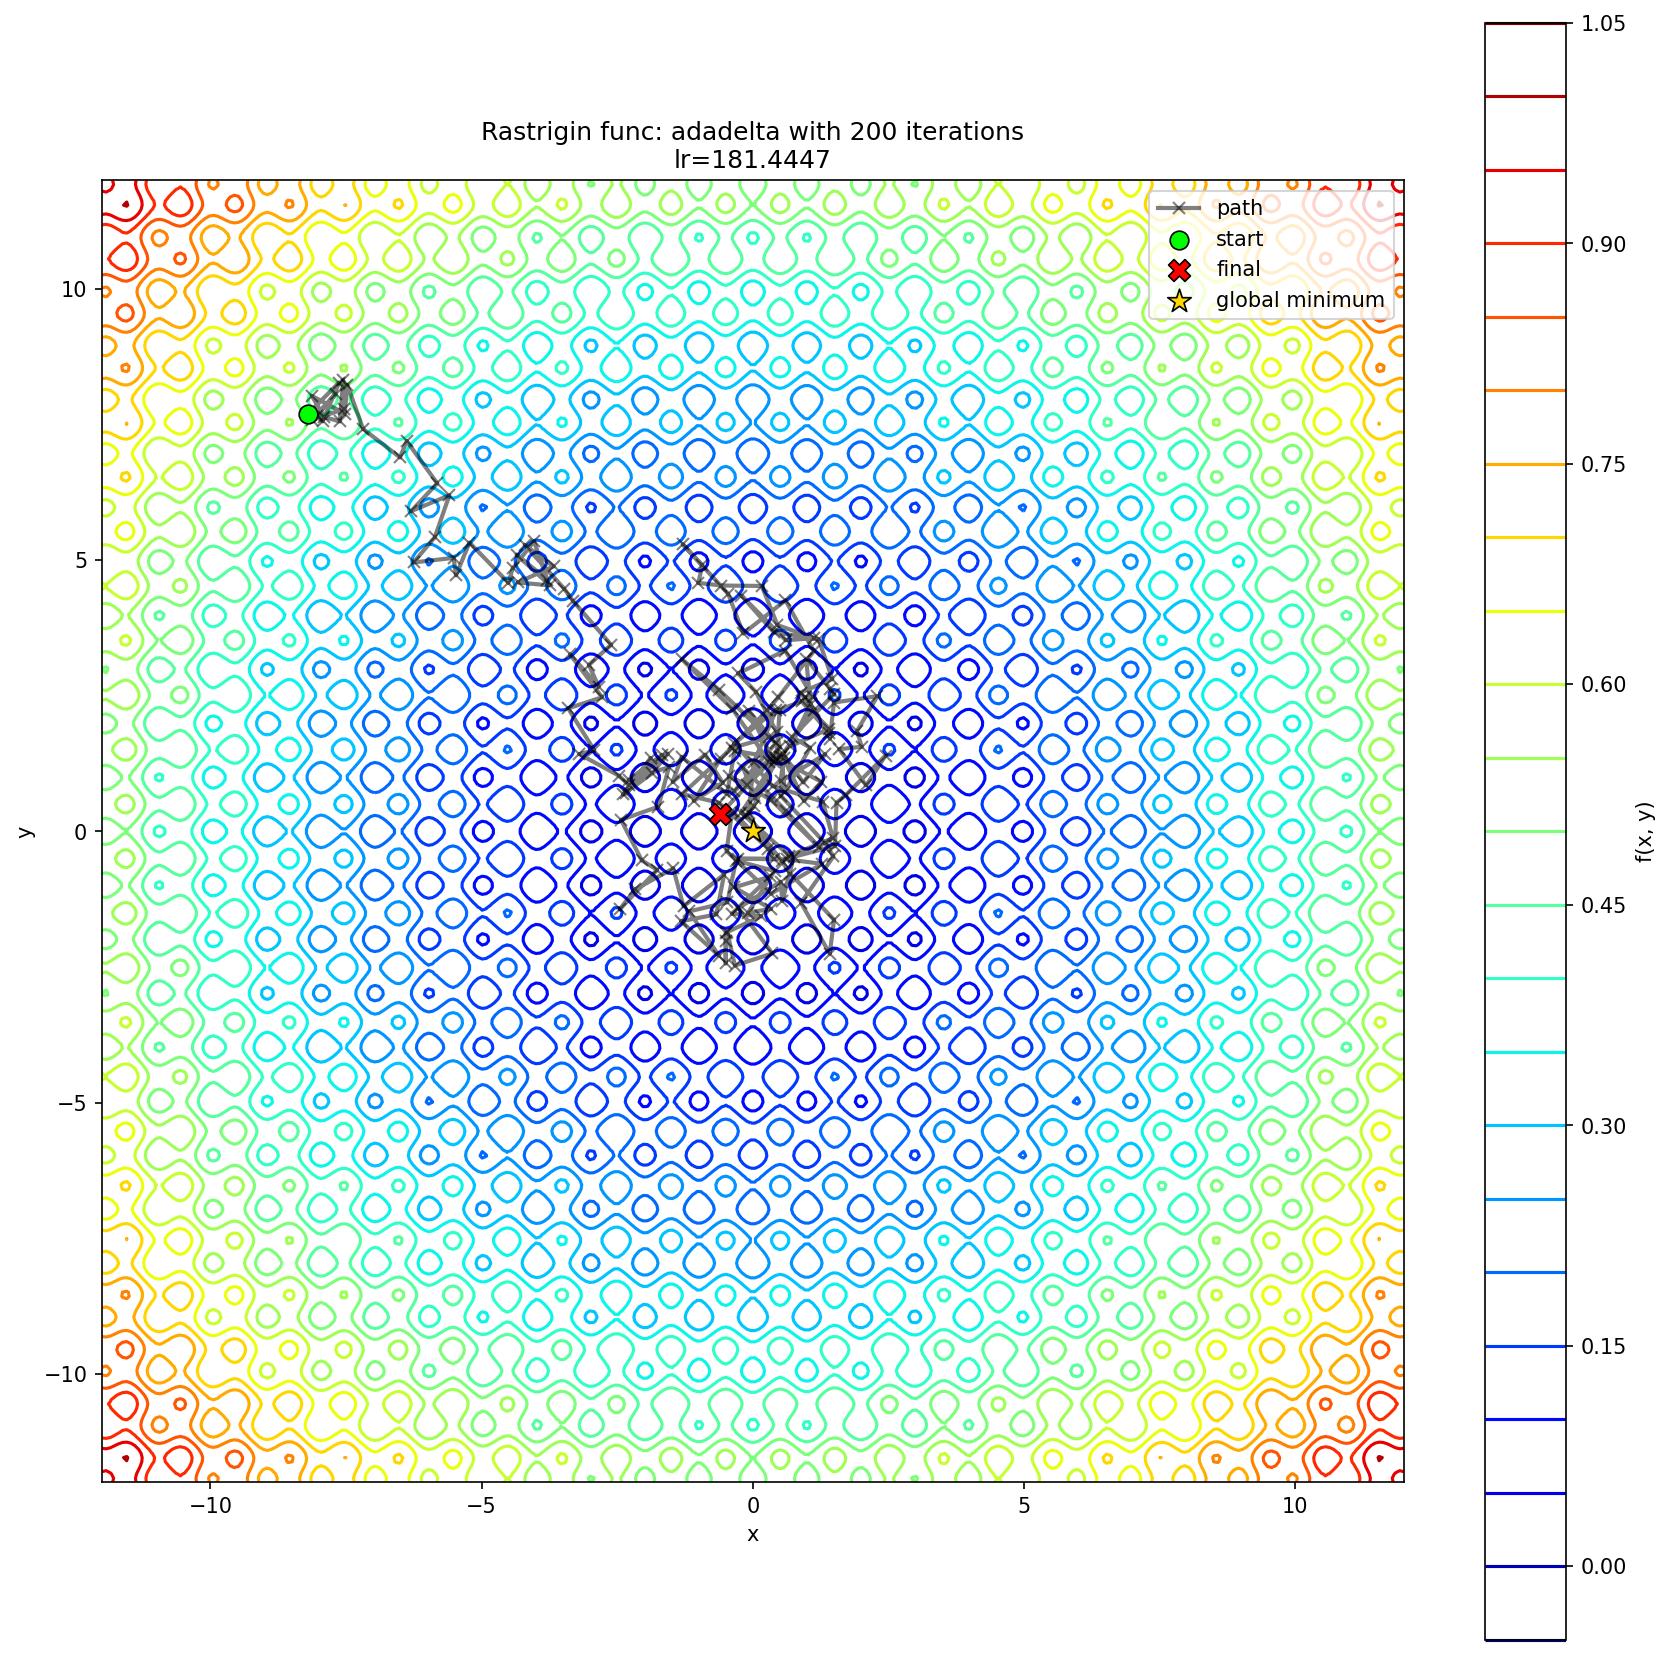 Rastrigin func: adadelta with 200 iterations
lr=181.4447
path
start
final
global minimum
10
5
0
−5
−10
y
−10
−5
0
5
10
x
1.05
0.90
0.75
0.60
0.45
0.30
0.15
0.00
f(x, y)